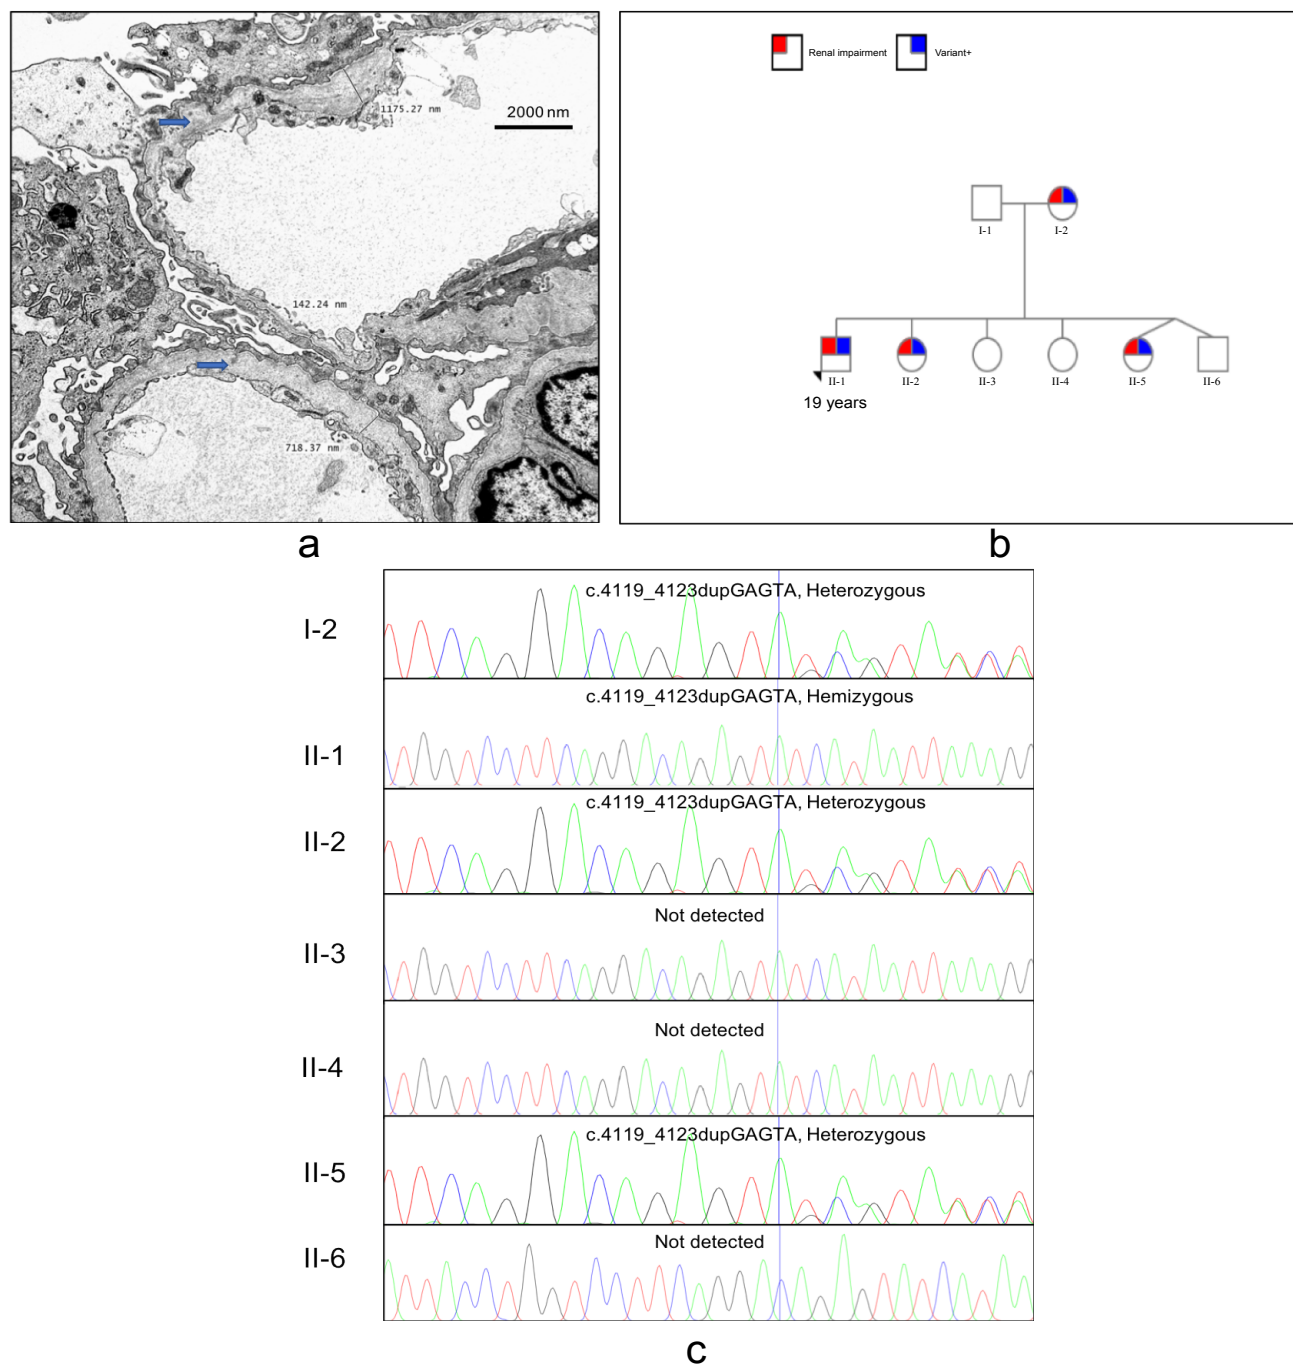 1175.27 nm
2000 nm
142.24 nm
718.37 nm
a
Renal impairment
Variant+
I-1
I-2
II-1
II-2
II-3
II-4
II-5
II-6
19 years
b
I-2
c.4119_4123dupGAGTA, Heterozygous
II-1
c.4119_4123dupGAGTA, Hemizygous
II-2
c.4119_4123dupGAGTA, Heterozygous
II-3
Not detected
II-4
Not detected
II-5
c.4119_4123dupGAGTA, Heterozygous
II-6
Not detected
c